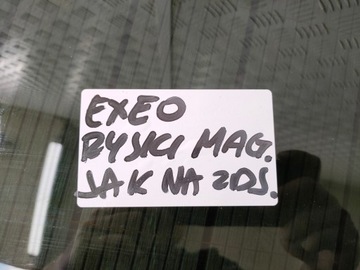 EXEO
RYSKI MAG.
JAK NA ZDJ.